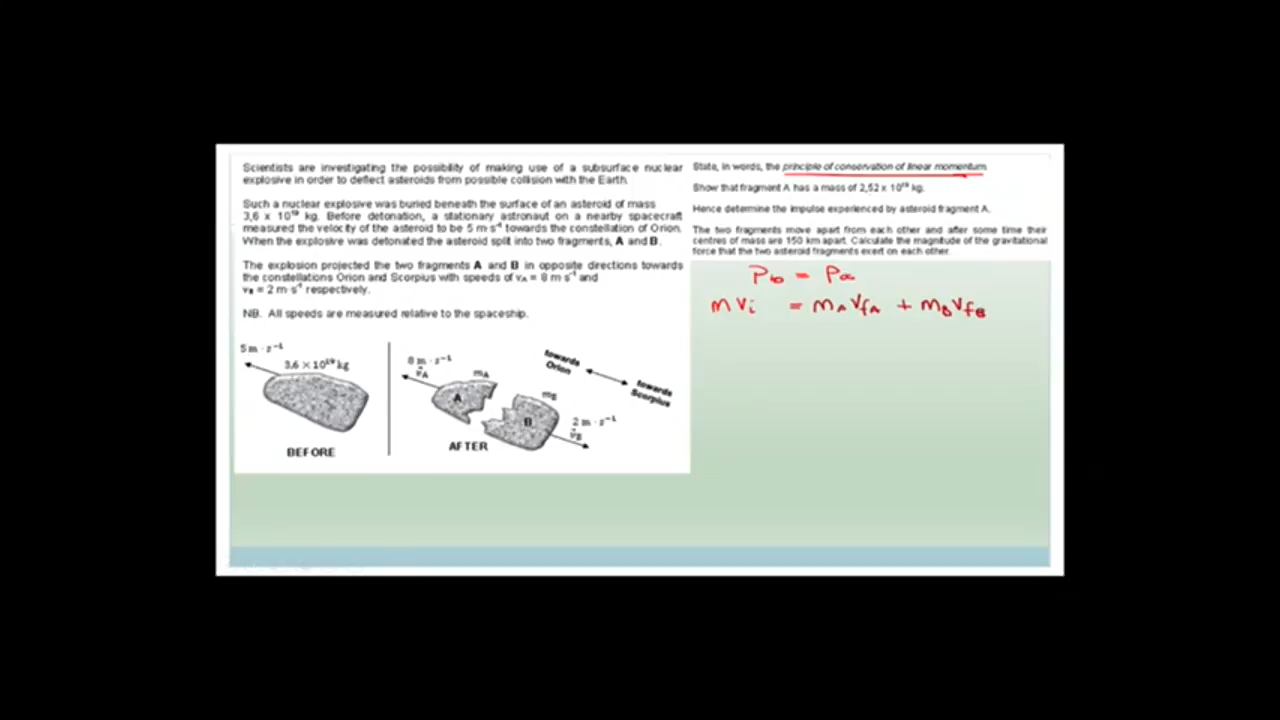 Scientists are investigating the possibility of making use of a subsurface nuclear
explosive in order to deflect asteroids from possible collision with the Earth.
Such a nuclear explosive was buried beneath the surface of an asteroid of mass
3,6 x 10¹⁹ kg. Before detonation, a stationary astronaut on a nearby spacecraft
measured the velocity of the asteroid to be 5 m·s⁻¹ towards the constellation of Orion.
When the explosive was detonated the asteroid split into two fragments, A and B.
The explosion projected the two fragments A and B in opposite directions towards
the constellations Orion and Scorpius with speeds of vA = 8 m·s⁻¹ and
vB = 2 m·s⁻¹ respectively.
NB. All speeds are measured relative to the spaceship.
5 m · s⁻¹
3.6 × 10¹⁹ kg
BEFORE
8 m · s⁻¹
vA
mA
A
mB
B
2 m · s⁻¹
vB
AFTER
towards
Orion
towards
Scorpius
State, in words, the principle of conservation of linear momentum.
Show that fragment A has a mass of 2,52 x 10¹⁹ kg.
Hence determine the impulse experienced by asteroid fragment A.
The two fragments move apart from each other and after some time their
centres of mass are 150 km apart. Calculate the magnitude of the gravitational
force that the two asteroid fragments exert on each other.
Pb = Pa
mvi = mAvfA + mBvfB